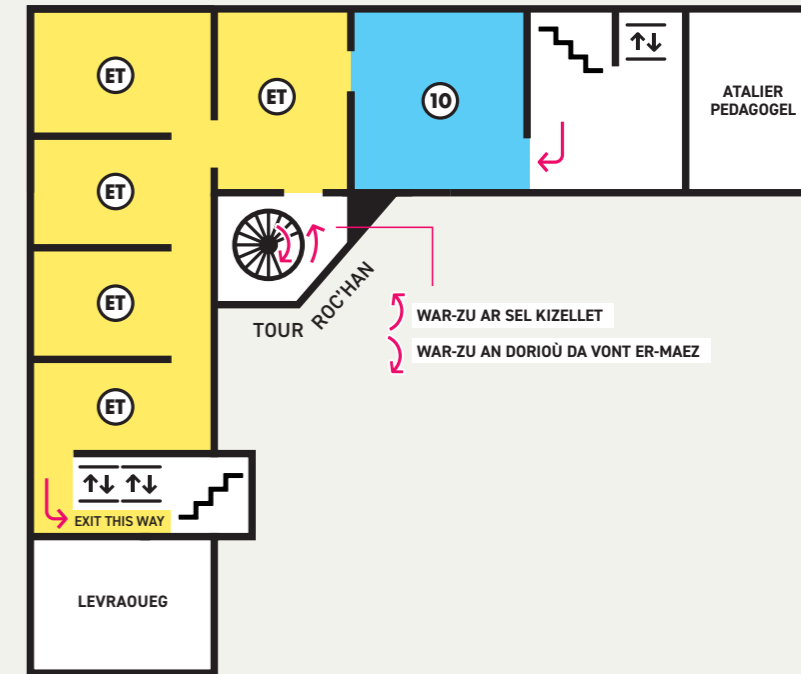 ET
ET
10
ATALIER
PEDAGOGEL
ET
ET
TOUR ROC'HAN
WAR-ZU AR SEL KIZELLET
WAR-ZU AN DORIOÙ DA VONT ER-MAEZ
ET
EXIT THIS WAY
LEVRAOUEG